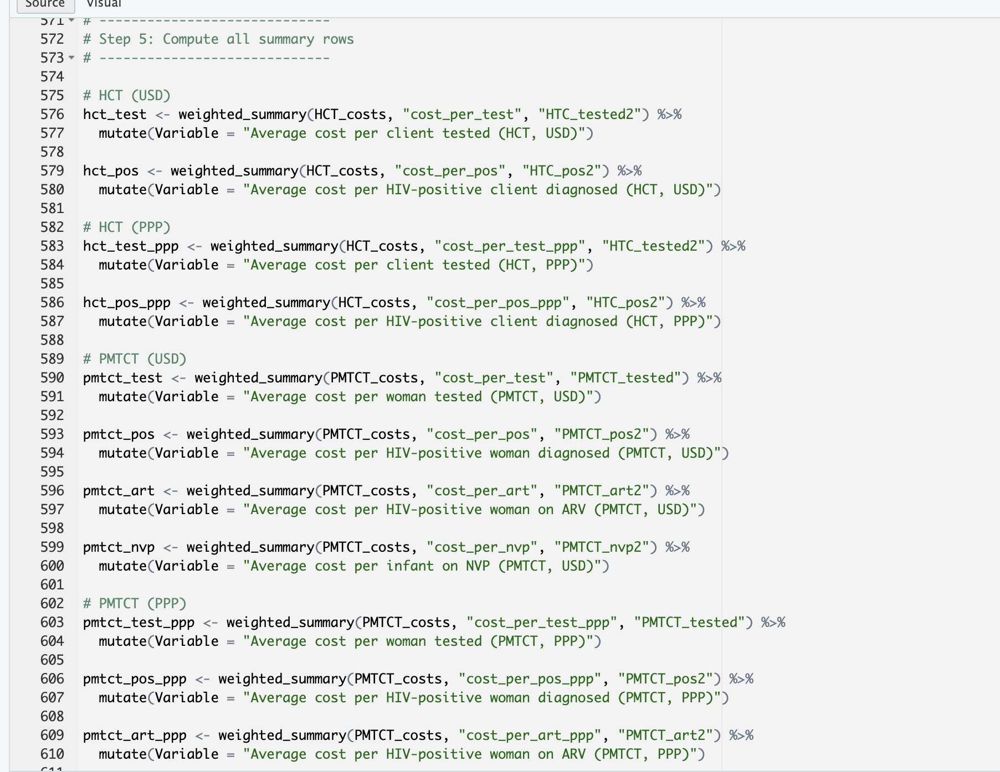 Source Visual
571 # -----------------------------
572 # Step 5: Compute all summary rows
573 # -----------------------------
574
575 # HCT (USD)
576 hct_test <- weighted_summary(HCT_costs, "cost_per_test", "HTC_tested2") %>%
577   mutate(Variable = "Average cost per client tested (HCT, USD)")
578
579 hct_pos <- weighted_summary(HCT_costs, "cost_per_pos", "HTC_pos2") %>%
580   mutate(Variable = "Average cost per HIV-positive client diagnosed (HCT, USD)")
581
582 # HCT (PPP)
583 hct_test_ppp <- weighted_summary(HCT_costs, "cost_per_test_ppp", "HTC_tested2") %>%
584   mutate(Variable = "Average cost per client tested (HCT, PPP)")
585
586 hct_pos_ppp <- weighted_summary(HCT_costs, "cost_per_pos_ppp", "HTC_pos2") %>%
587   mutate(Variable = "Average cost per HIV-positive client diagnosed (HCT, PPP)")
588
589 # PMTCT (USD)
590 pmtct_test <- weighted_summary(PMTCT_costs, "cost_per_test", "PMTCT_tested") %>%
591   mutate(Variable = "Average cost per woman tested (PMTCT, USD)")
592
593 pmtct_pos <- weighted_summary(PMTCT_costs, "cost_per_pos", "PMTCT_pos2") %>%
594   mutate(Variable = "Average cost per HIV-positive woman diagnosed (PMTCT, USD)")
595
596 pmtct_art <- weighted_summary(PMTCT_costs, "cost_per_art", "PMTCT_art2") %>%
597   mutate(Variable = "Average cost per HIV-positive woman on ARV (PMTCT, USD)")
598
599 pmtct_nvp <- weighted_summary(PMTCT_costs, "cost_per_nvp", "PMTCT_nvp2") %>%
600   mutate(Variable = "Average cost per infant on NVP (PMTCT, USD)")
601
602 # PMTCT (PPP)
603 pmtct_test_ppp <- weighted_summary(PMTCT_costs, "cost_per_test_ppp", "PMTCT_tested") %>%
604   mutate(Variable = "Average cost per woman tested (PMTCT, PPP)")
605
606 pmtct_pos_ppp <- weighted_summary(PMTCT_costs, "cost_per_pos_ppp", "PMTCT_pos2") %>%
607   mutate(Variable = "Average cost per HIV-positive woman diagnosed (PMTCT, PPP)")
608
609 pmtct_art_ppp <- weighted_summary(PMTCT_costs, "cost_per_art_ppp", "PMTCT_art2") %>%
610   mutate(Variable = "Average cost per HIV-positive woman on ARV (PMTCT, PPP)")
611